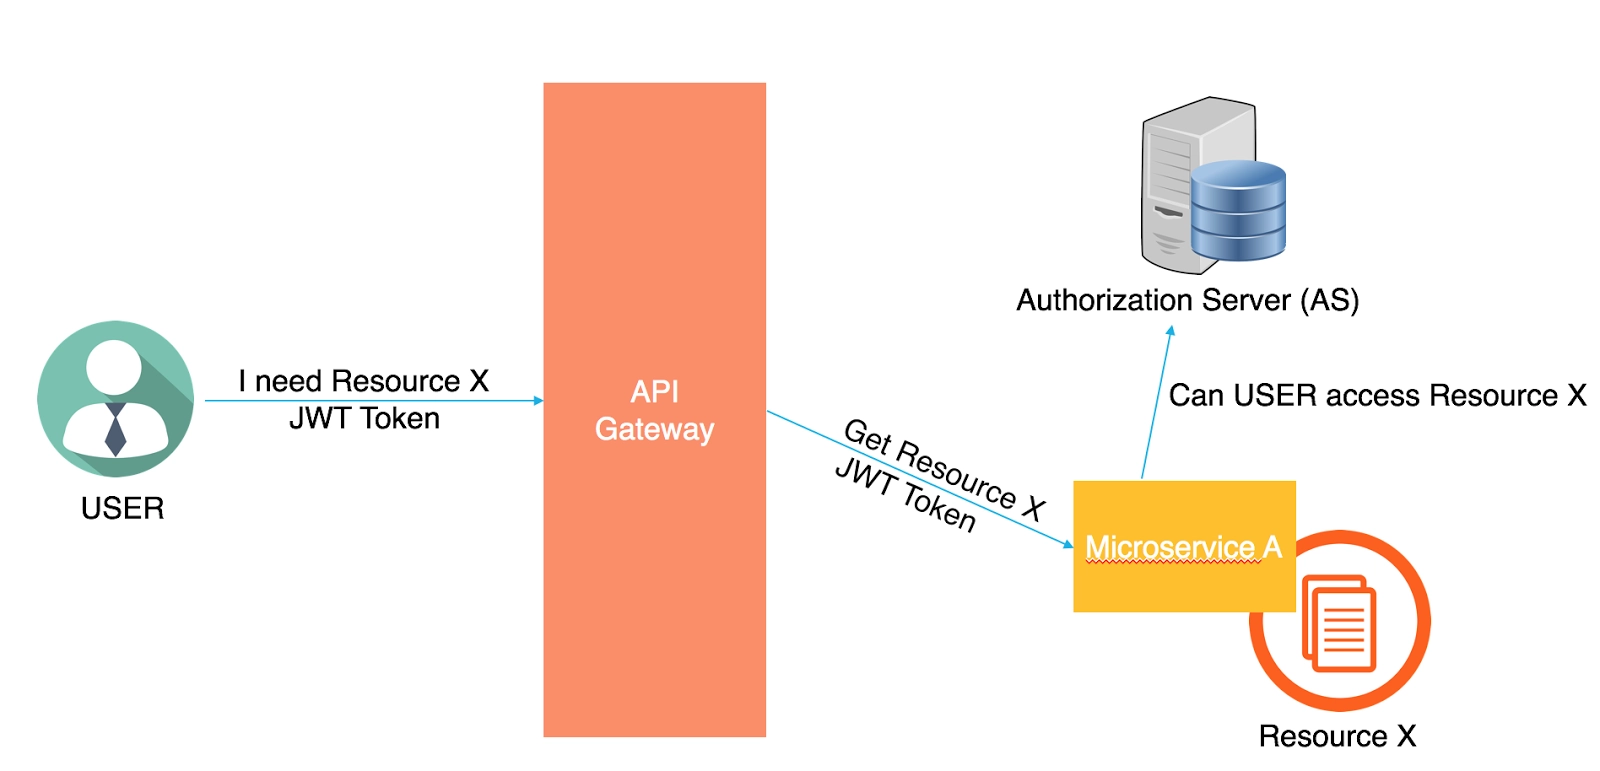 I need Resource X
JWT Token
USER
API
Gateway
Get Resource X
JWT Token
Authorization Server (AS)
Can USER access Resource X
Microservice A
Resource X